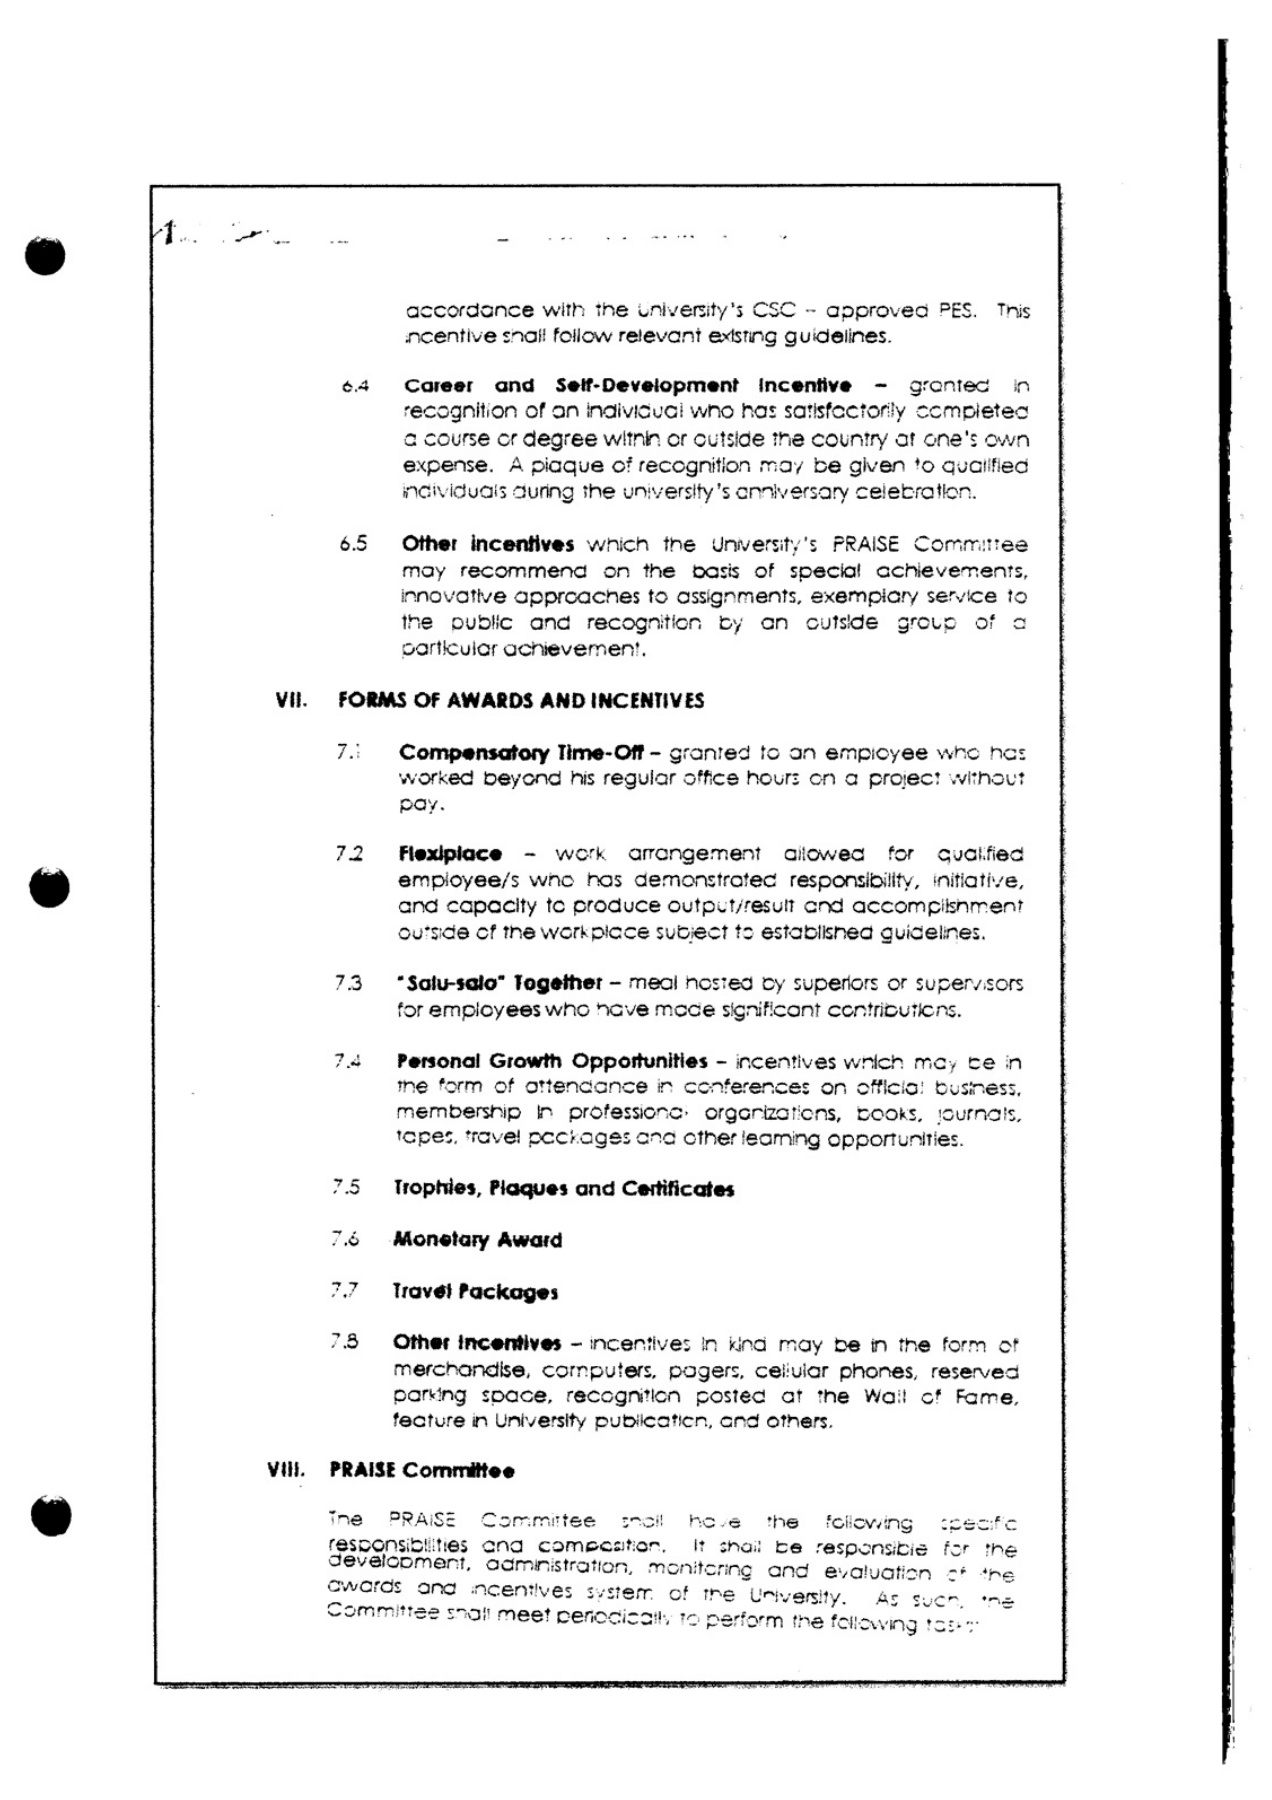 accordance with the University's CSC – approved PES. This
incentive shall follow relevant existing guidelines.
6.4 Career and Self-Development Incentive – granted in
recognition of an individual who has satisfactorily completed
a course or degree within or outside the country at one's own
expense. A plaque of recognition may be given to qualified
individuals during the university's anniversary celebration.
6.5 Other incentives which the University's PRAISE Committee
may recommend on the basis of special achievements,
innovative approaches to assignments, exemplary service to
the public and recognition by an outside group of a
particular achievement.
VII. FORMS OF AWARDS AND INCENTIVES
7.1 Compensatory Time-Off – granted to an employee who has
worked beyond his regular office hours on a project without
pay.
7.2 Flexiplace – work arrangement allowed for qualified
employee/s who has demonstrated responsibility, initiative,
and capacity to produce output/result and accomplishment
outside of the workplace subject to established guidelines.
7.3 "Salu-salo" Together – meal hosted by superiors or supervisors
for employees who have made significant contributions.
7.4 Personal Growth Opportunities – incentives which may be in
the form of attendance in conferences on official business,
membership in professional organizations, books, journals,
tapes, travel packages and other learning opportunities.
7.5 Trophies, Plaques and Certificates
7.6 Monetary Award
7.7 Travel Packages
7.8 Other Incentives – incentives in kind may be in the form of
merchandise, computers, pagers, cellular phones, reserved
parking space, recognition posted at the Wall of Fame,
feature in University publication, and others.
VIII. PRAISE Committee
The PRAISE Committee shall have the following specific
responsibilities and composition. It shall be responsible for the
development, administration, monitoring and evaluation of the
awards and incentives system of the University. As such, the
Committee shall meet periodically to perform the following tasks: